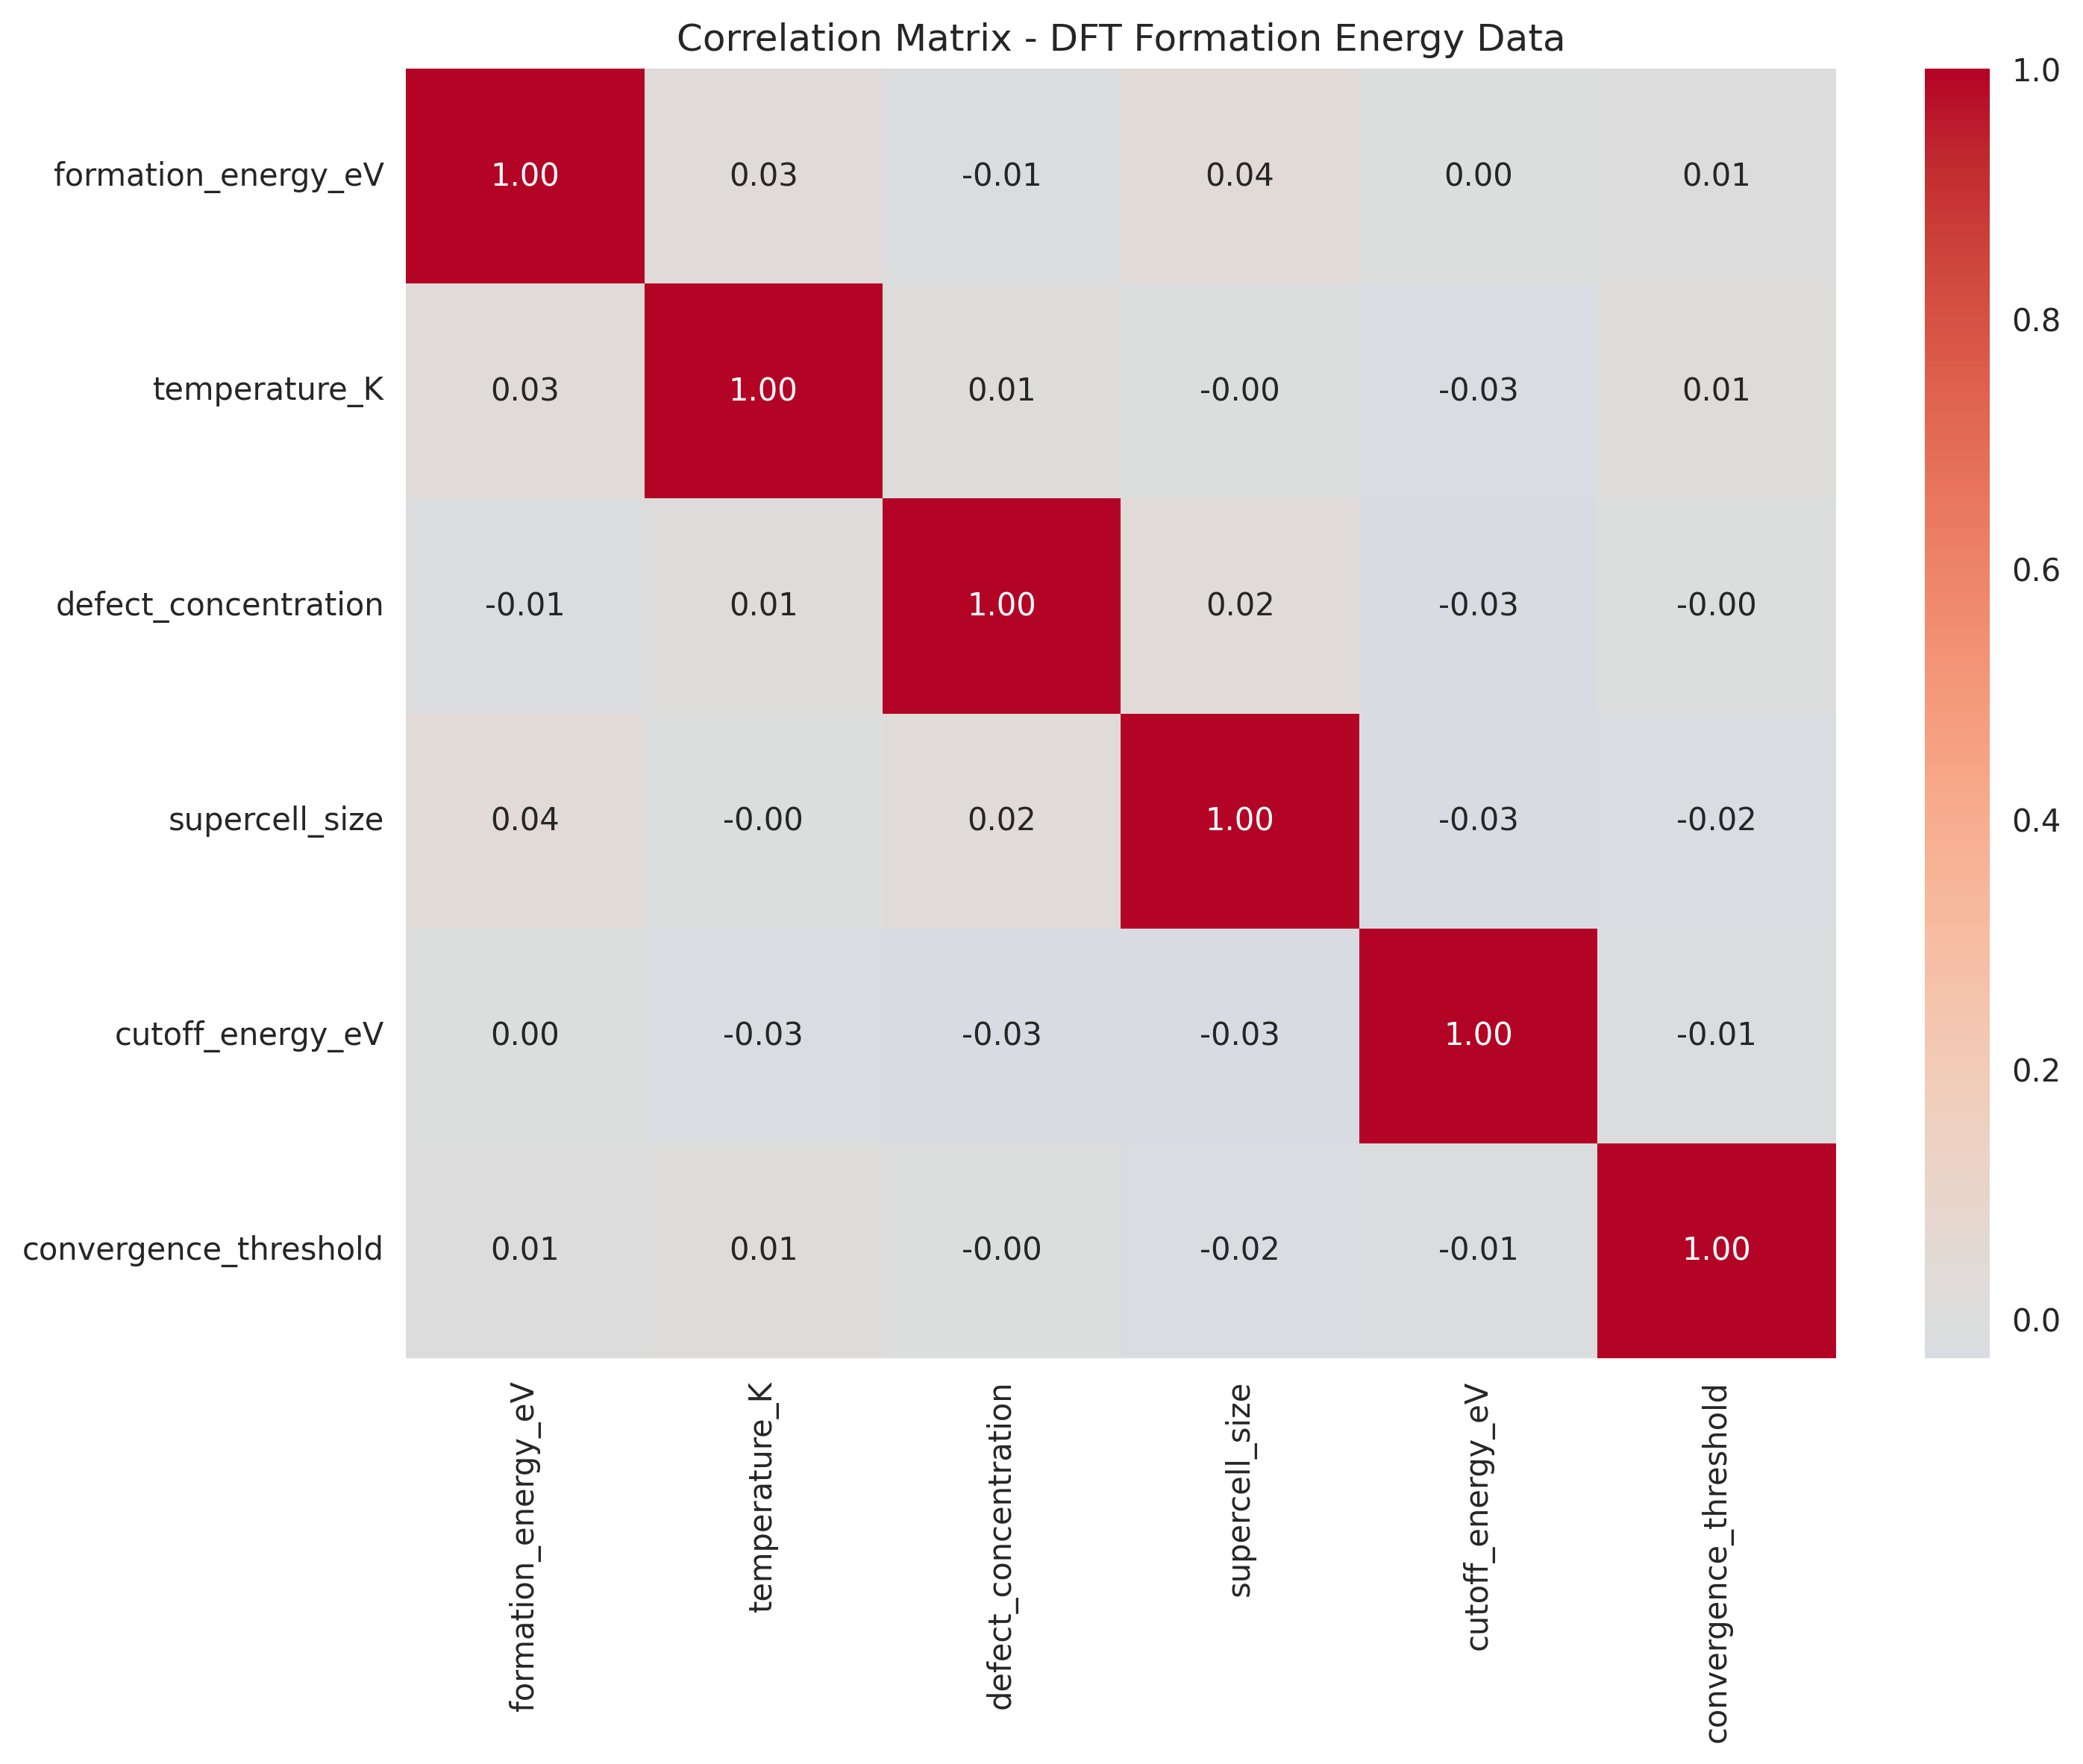 Correlation Matrix - DFT Formation Energy Data
formation_energy_eV 1.00 0.03 -0.01 0.04 0.00 0.01
temperature_K 0.03 1.00 0.01 -0.00 -0.03 0.01
defect_concentration -0.01 0.01 1.00 0.02 -0.03 -0.00
supercell_size 0.04 -0.00 0.02 1.00 -0.03 -0.02
cutoff_energy_eV 0.00 -0.03 -0.03 -0.03 1.00 -0.01
convergence_threshold 0.01 0.01 -0.00 -0.02 -0.01 1.00
formation_energy_eV
temperature_K
defect_concentration
supercell_size
cutoff_energy_eV
convergence_threshold
1.0
0.8
0.6
0.4
0.2
0.0